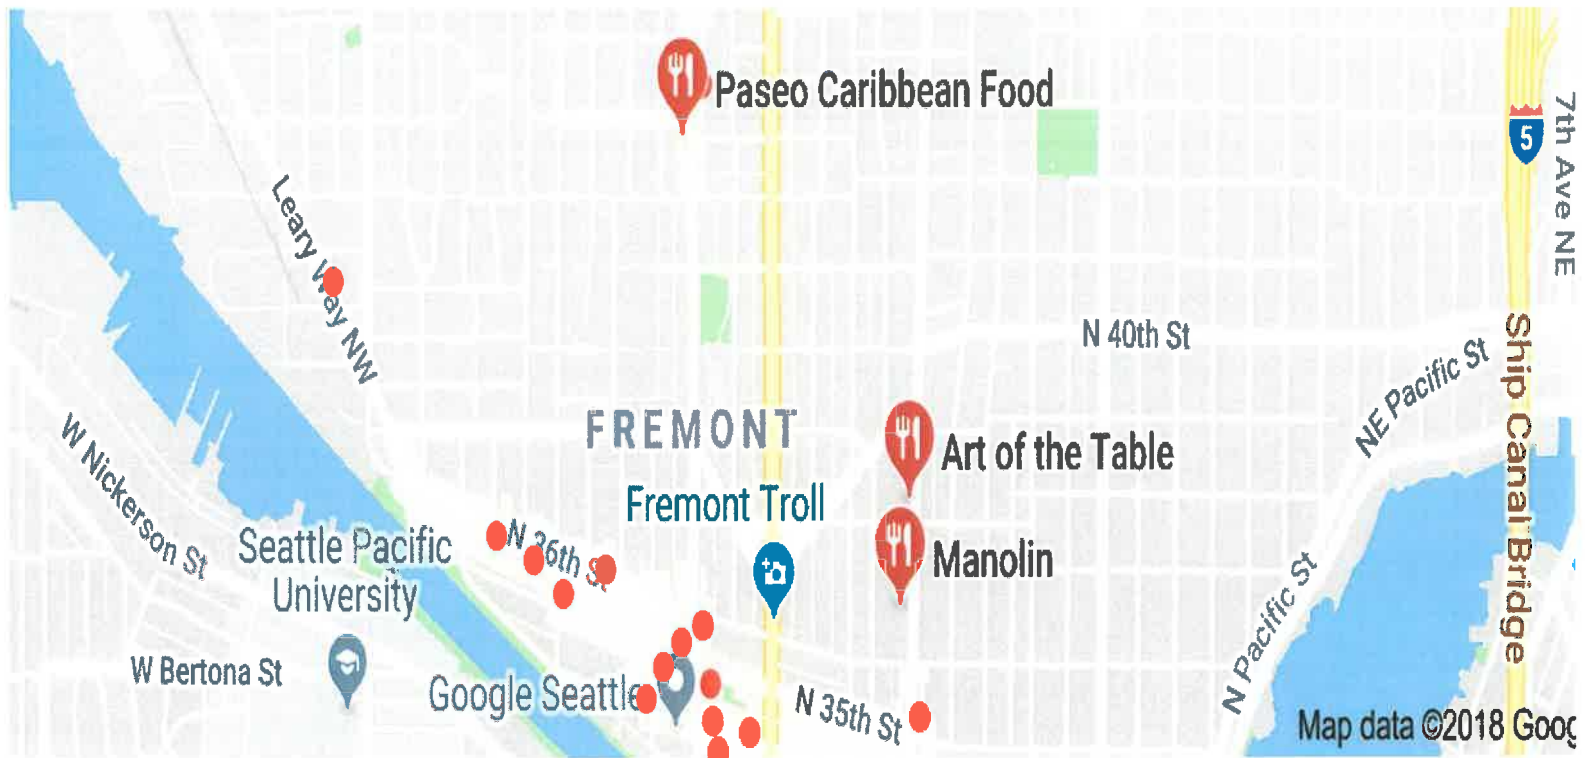 Paseo Caribbean Food
5
7th Ave NE
Leary Way NW
N 40th St
Ship Canal Bridge
NE Pacific St
FREMONT
W Nickerson St
Art of the Table
Fremont Troll
N 36th St
Seattle Pacific
University
Manolin
N Pacific St
W Bertona St
Google Seattle
N 35th St
Map data ©2018 Goog